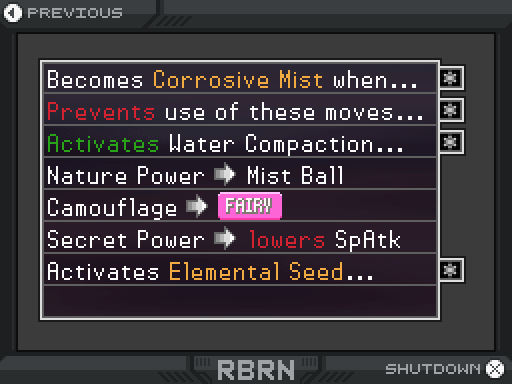 PREVIOUS
Becomes Corrosive Mist when...
Prevents use of these moves...
Activates Water Compaction...
Nature Power Mist Ball
Camouflage FAIRY
Secret Power lowers SpAtk
Activates Elemental Seed...
RBRN
SHUTDOWN